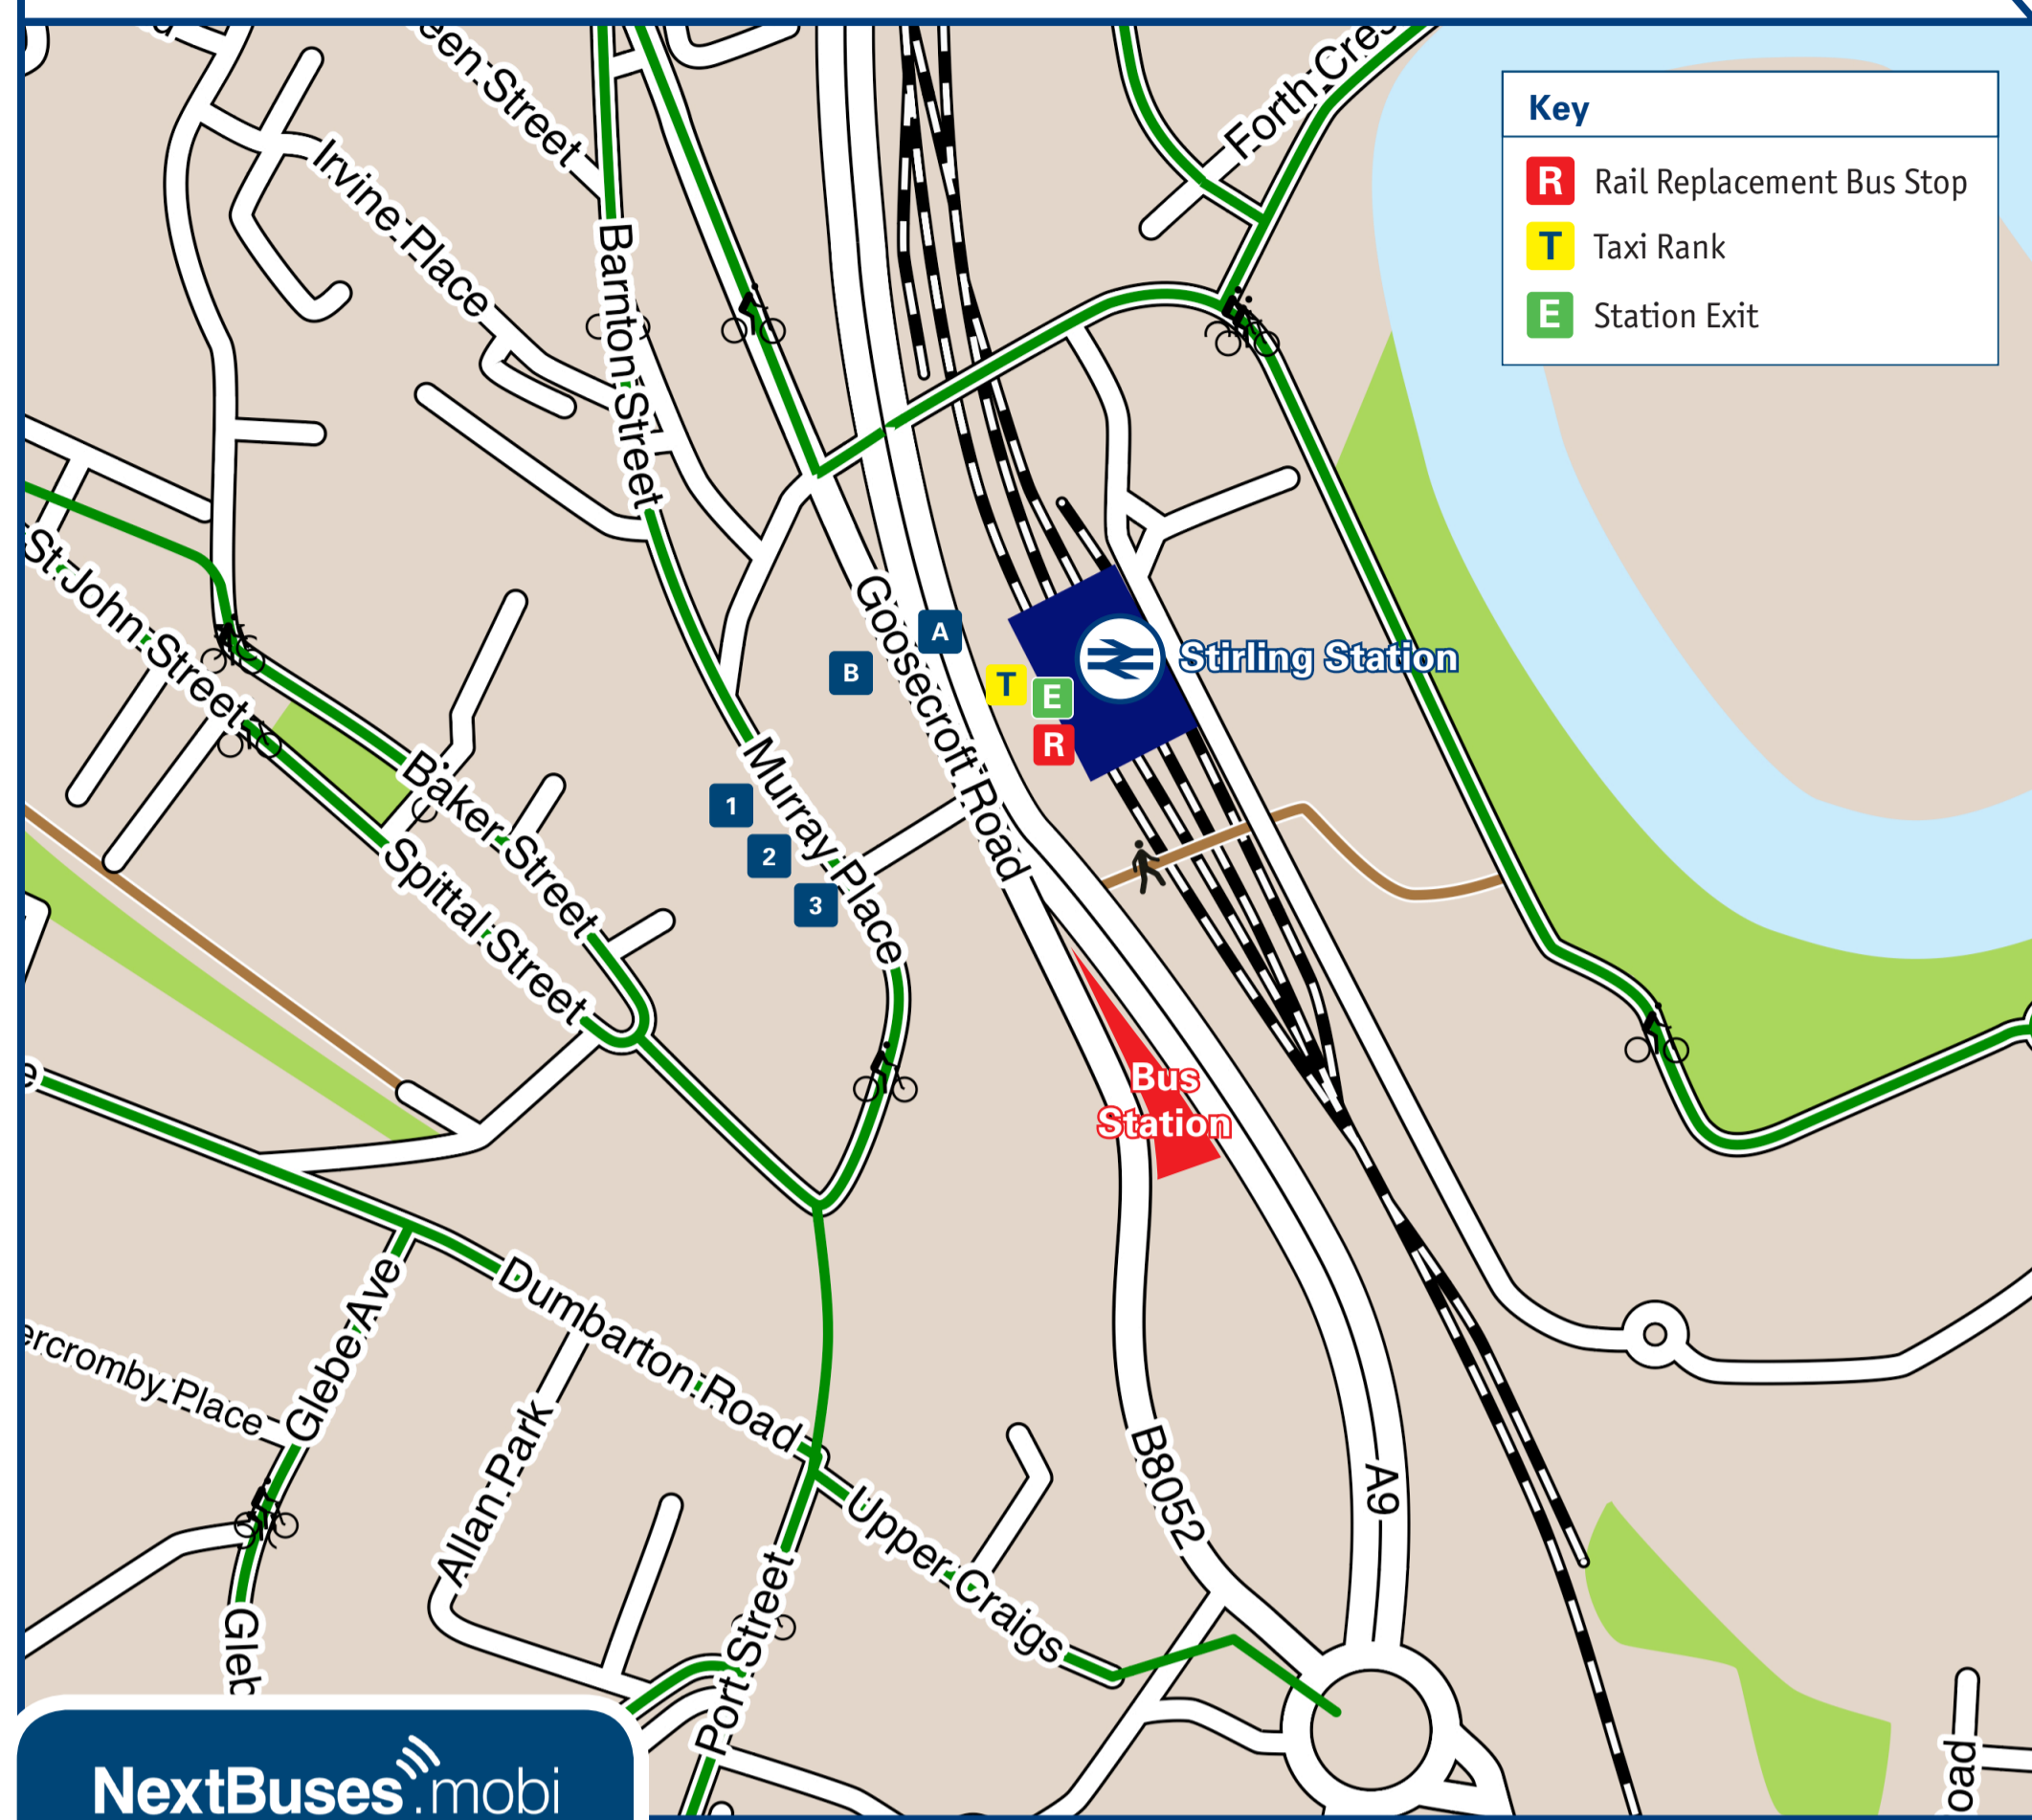 Key
R Rail Replacement Bus Stop
T Taxi Rank
E Station Exit
Forth
Irvine Place
Barnton Street
St John Street
Goosecroft Road
A
B
T
E
R
Stirling Station
Murray Place
1
2
3
Baker Street
Spittal Street
Bus
Station
Dumbarton Road
Glebe Ave
Place
Allan Park
Upper Craigs
Port Street
B8052
A9
NextBuses.mobi